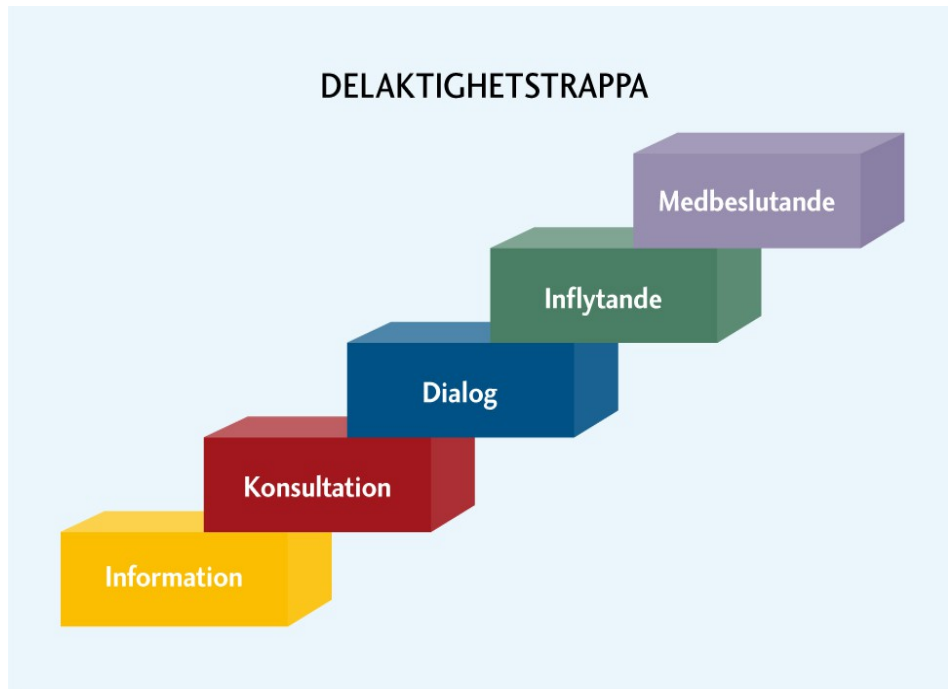 DELAKTIGHETSTRAPPA
Medbeslutande
Inflytande
Dialog
Konsultation
Information